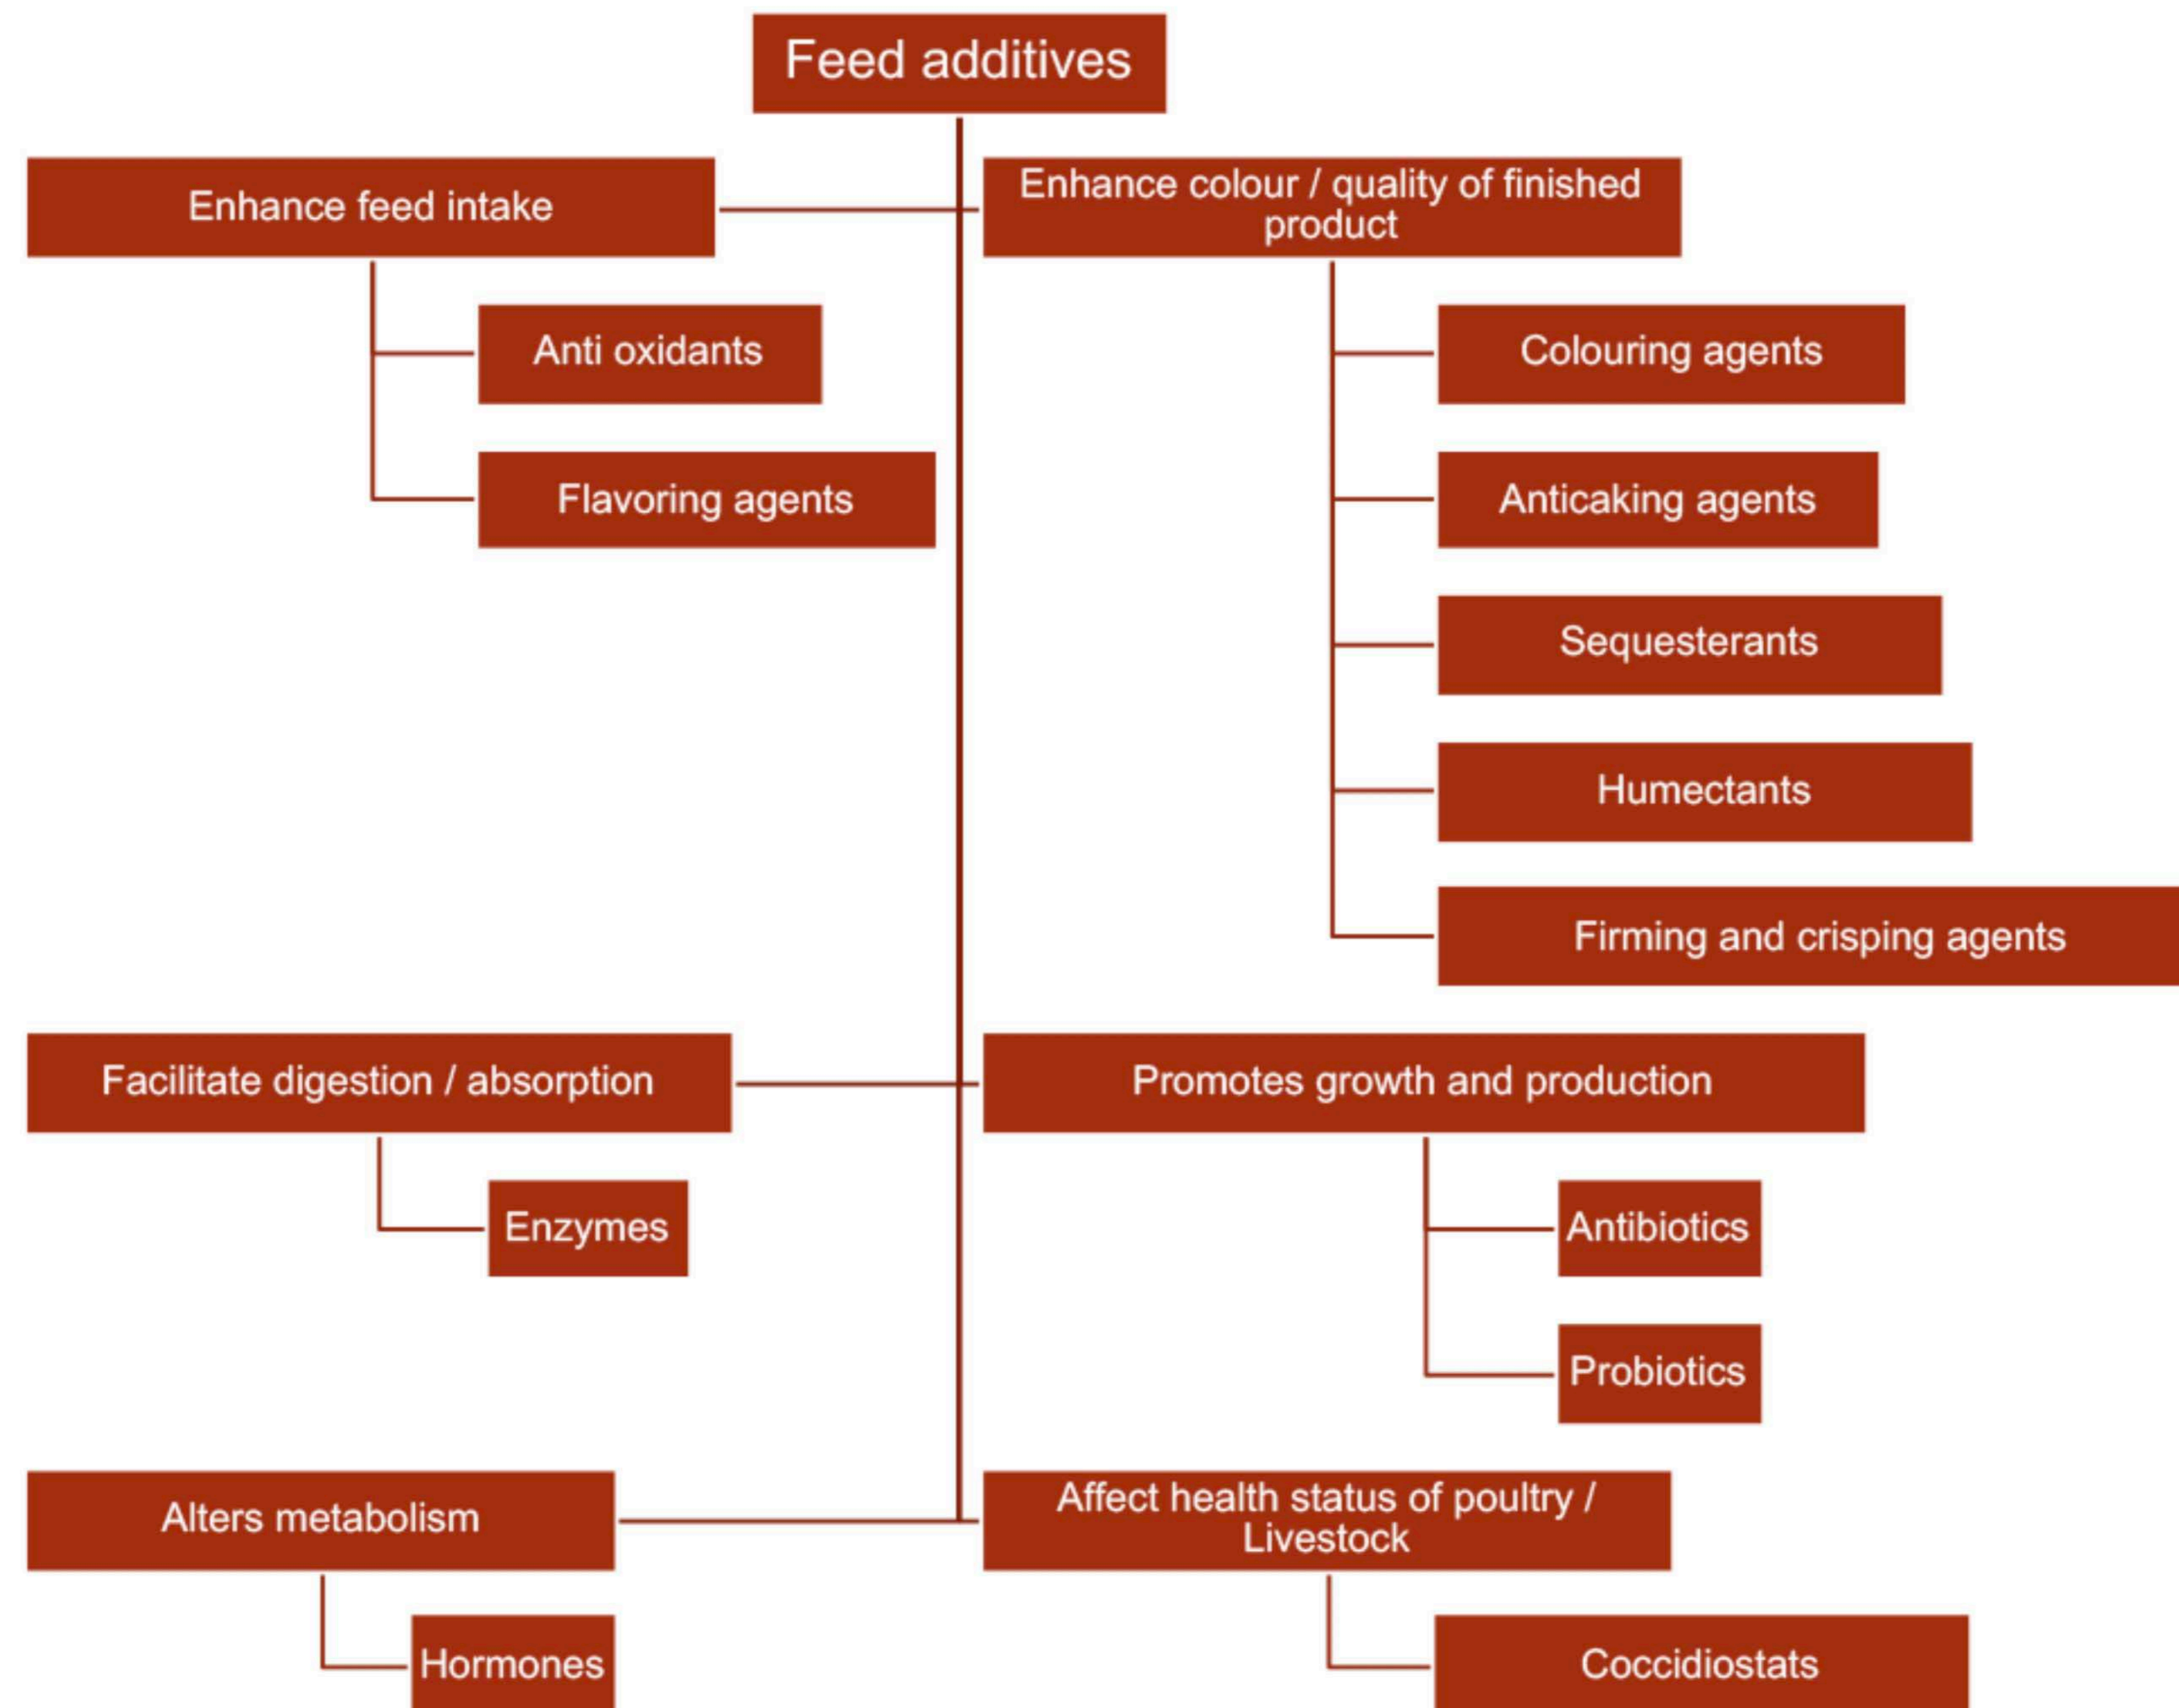 Feed additives
Enhance feed intake
Anti oxidants
Flavoring agents
Enhance colour / quality of finished
product
Colouring agents
Anticaking agents
Sequesterants
Humectants
Firming and crisping agents
Facilitate digestion / absorption
Enzymes
Promotes growth and production
Antibiotics
Probiotics
Alters metabolism
Hormones
Affect health status of poultry /
Livestock
Coccidiostats